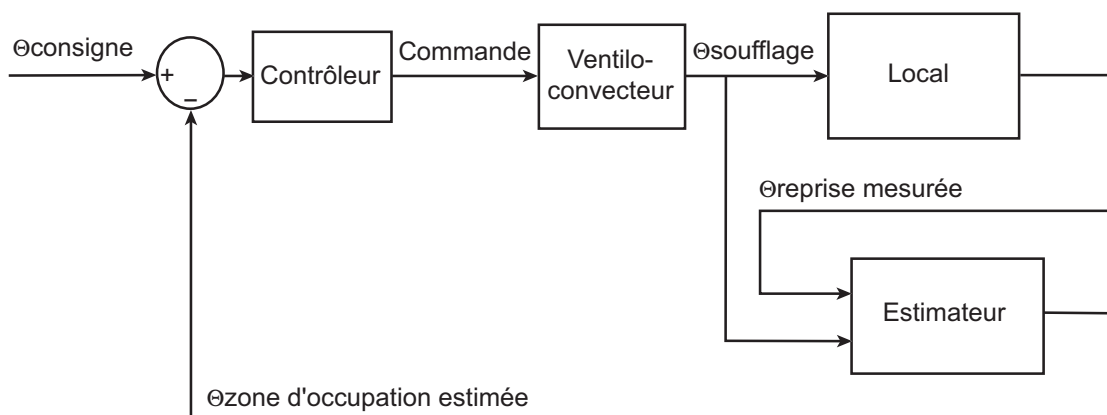 Θconsigne
+
−
Contrôleur
Commande
Ventilo-
convecteur
Θsoufflage
Local
Θreprise mesurée
Estimateur
Θzone d'occupation estimée